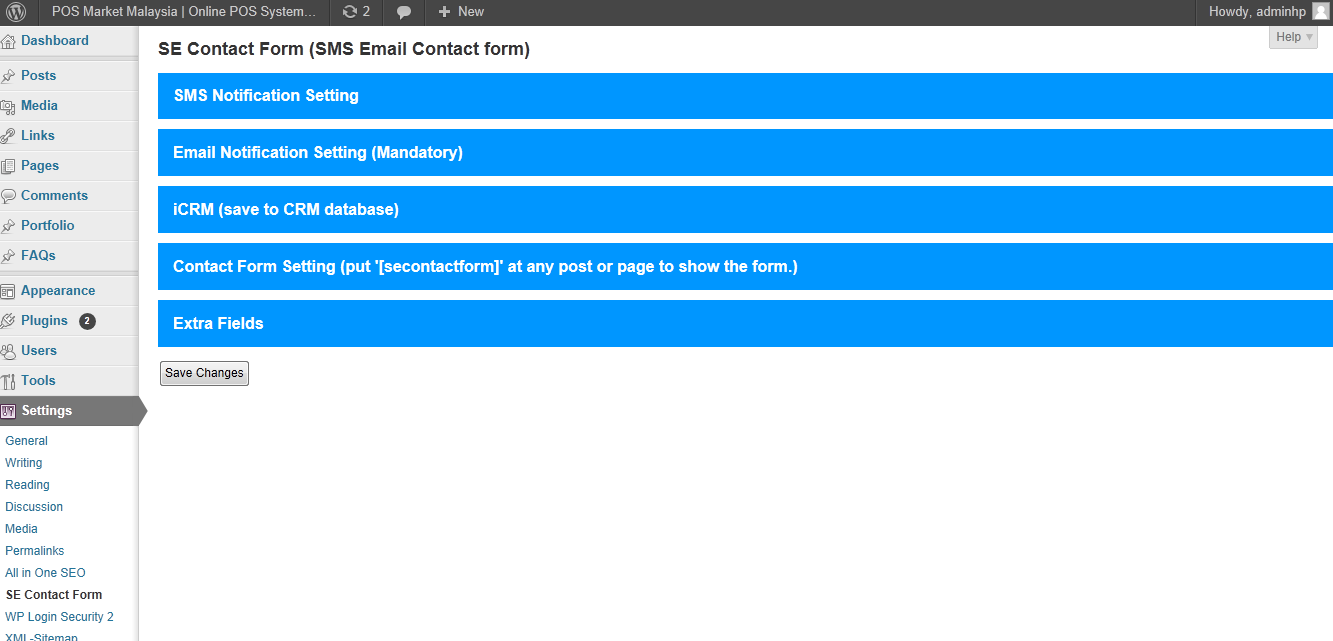 POS Market Malaysia | Online POS System...
2
New
Howdy, adminhp
Help
Dashboard
Posts
Media
Links
Pages
Comments
Portfolio
FAQs
Appearance
Plugins 2
Users
Tools
Settings
General
Writing
Reading
Discussion
Media
Permalinks
All in One SEO
SE Contact Form
WP Login Security 2
XML-Sitemap
SE Contact Form (SMS Email Contact form)
SMS Notification Setting
Email Notification Setting (Mandatory)
iCRM (save to CRM database)
Contact Form Setting (put '[secontactform]' at any post or page to show the form.)
Extra Fields
Save Changes